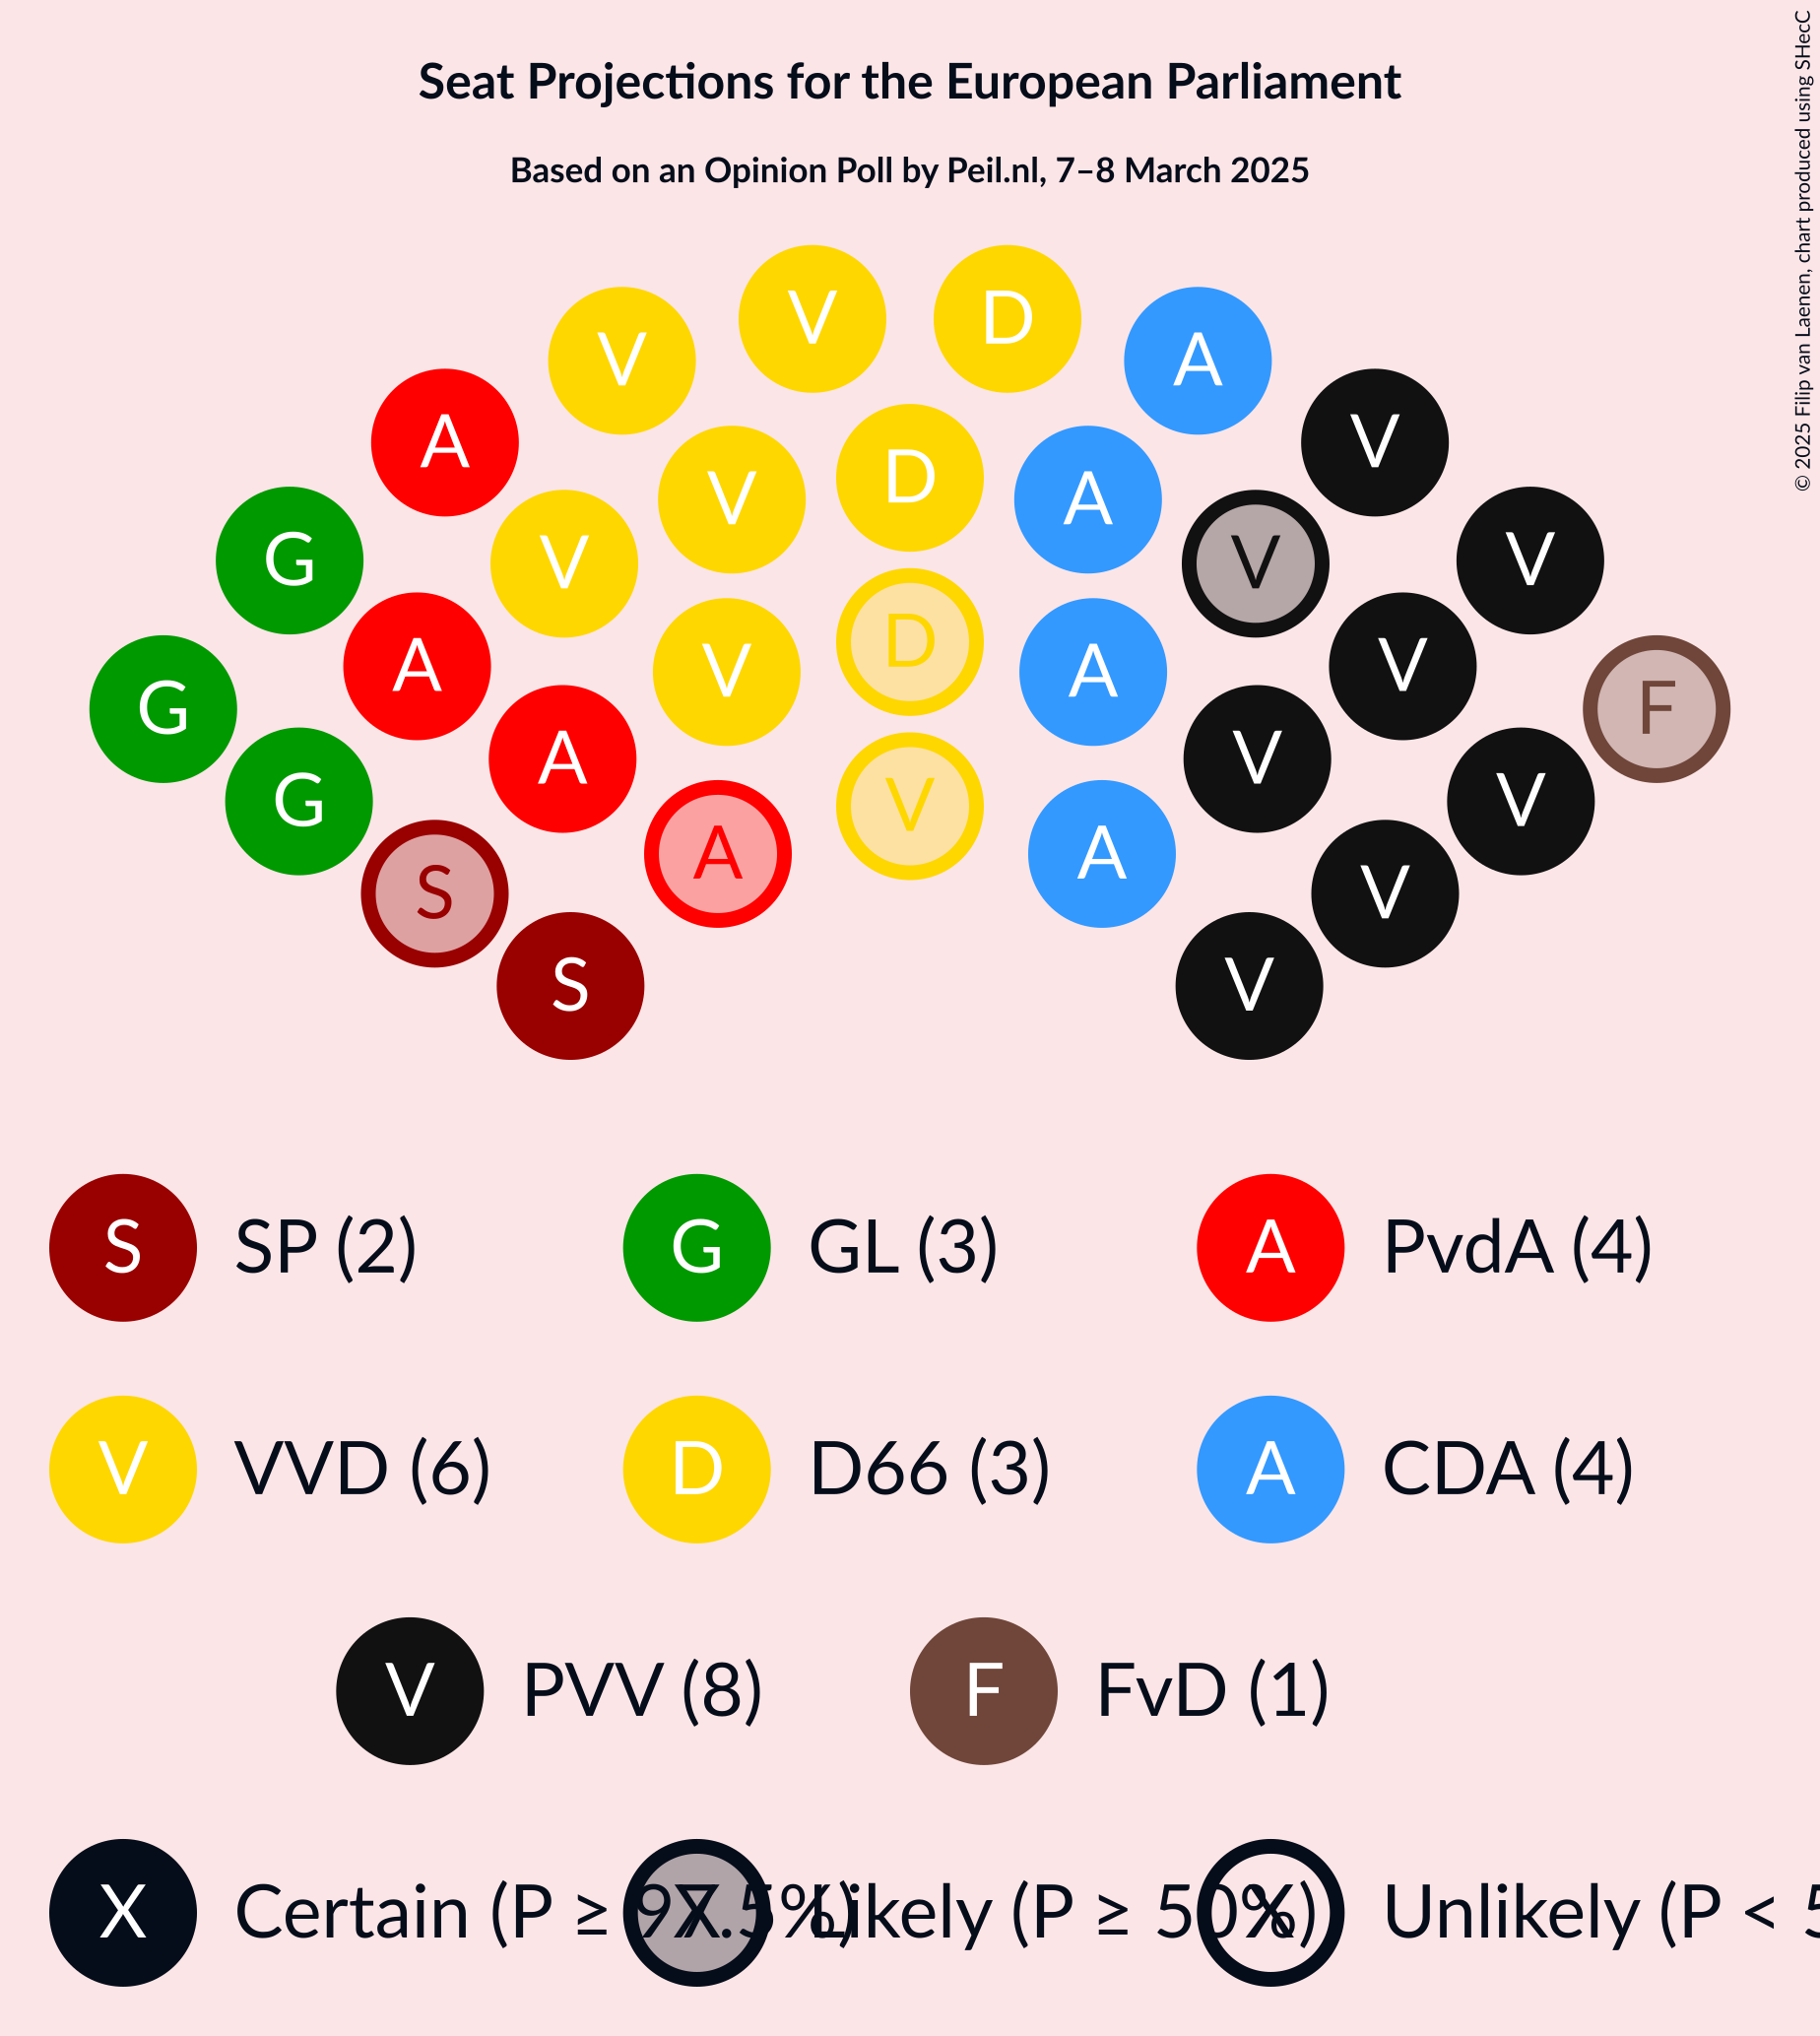 Seat Projections for the European Parliament
Based on an Opinion Poll by Peil.nl, 7–8 March 2025
© 2025 Filip van Laenen, chart produced using SHecC
V V D A
A V
V D A
G V V V
V D A
A V
G F
G A V V
V
S A A V
S V
S SP (2) G GL (3) A PvdA (4)
V VVD (6) D D66 (3) A CDA (4)
V PVV (8) F FvD (1)
X Certain (P ≥ 97.5%) X Likely (P ≥ 50%) X Unlikely (P < 5